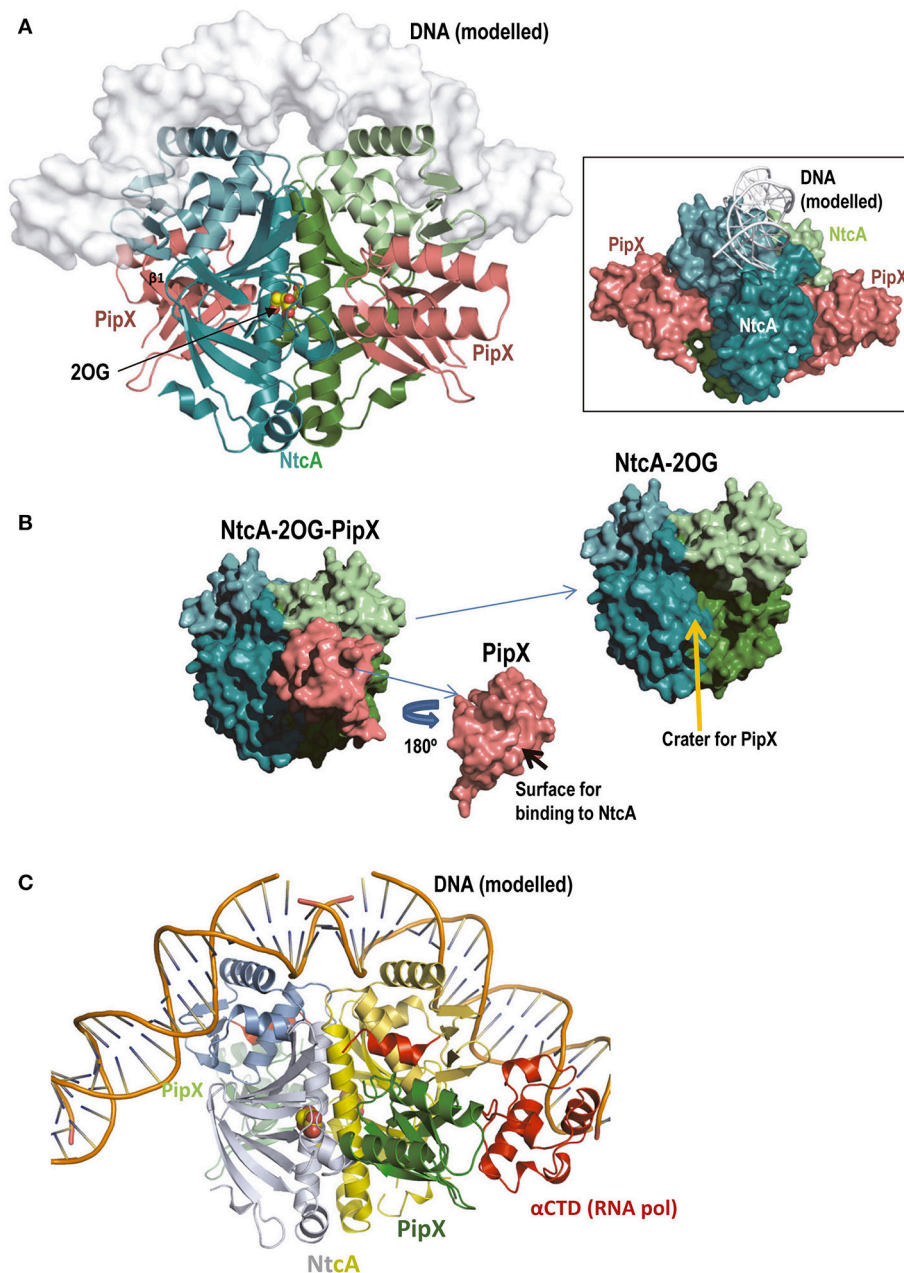 A
DNA (modelled)
β1
PipX
2OG
PipX
NtcA
DNA
(modelled)
PipX
NtcA
PipX
NtcA
B
NtcA-2OG-PipX
NtcA-2OG
PipX
180º
Crater for PipX
Surface for
binding to NtcA
C
DNA (modelled)
PipX
αCTD (RNA pol)
PipX
NtcA